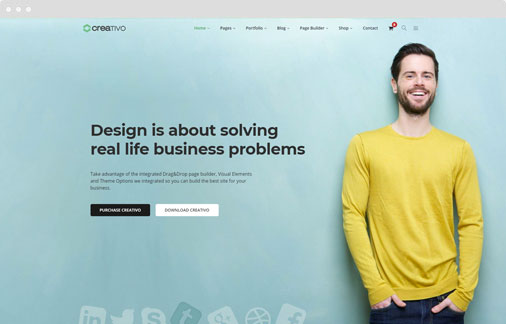 creativo
Home Pages Portfolio Blog Page Builder Shop Contact
Design is about solving
real life business problems
Take advantage of the integrated Drag&Drop page builder, Visual Elements
and Theme Options we integrated so you can build the best site for your
business.
PURCHASE CREATIVO DOWNLOAD CREATIVO